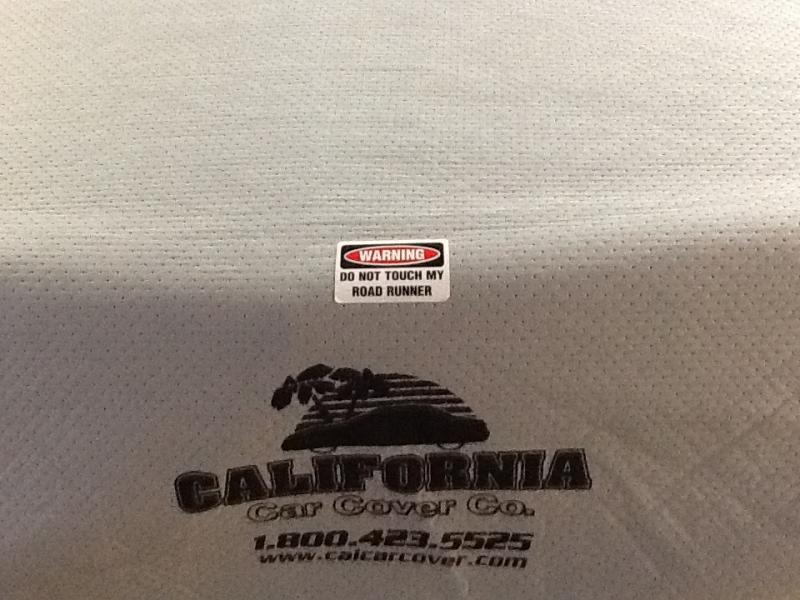 WARNING
DO NOT TOUCH MY
ROAD RUNNER
CALIFORNIA
Car Cover Co.
1.800.423.5525
www.calcarcover.com